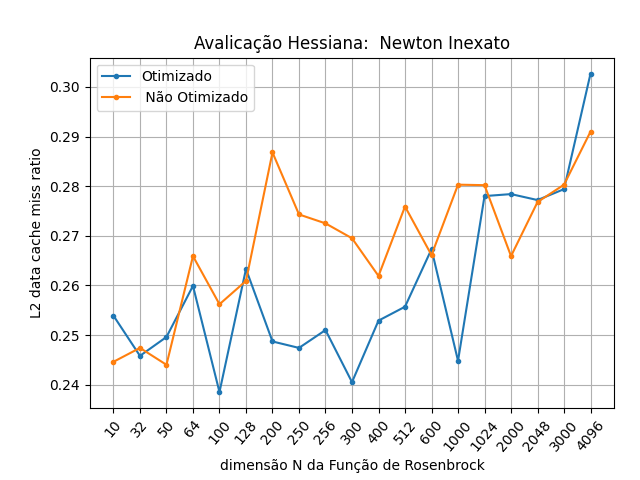 Avalicação Hessiana:  Newton Inexato
Otimizado
Não Otimizado
L2 data cache miss ratio
0.30
0.29
0.28
0.27
0.26
0.25
0.24
10 32 50 64 100 128 200 250 256 300 400 512 600 1000 1024 2000 2048 3000 4096
dimensão N da Função de Rosenbrock